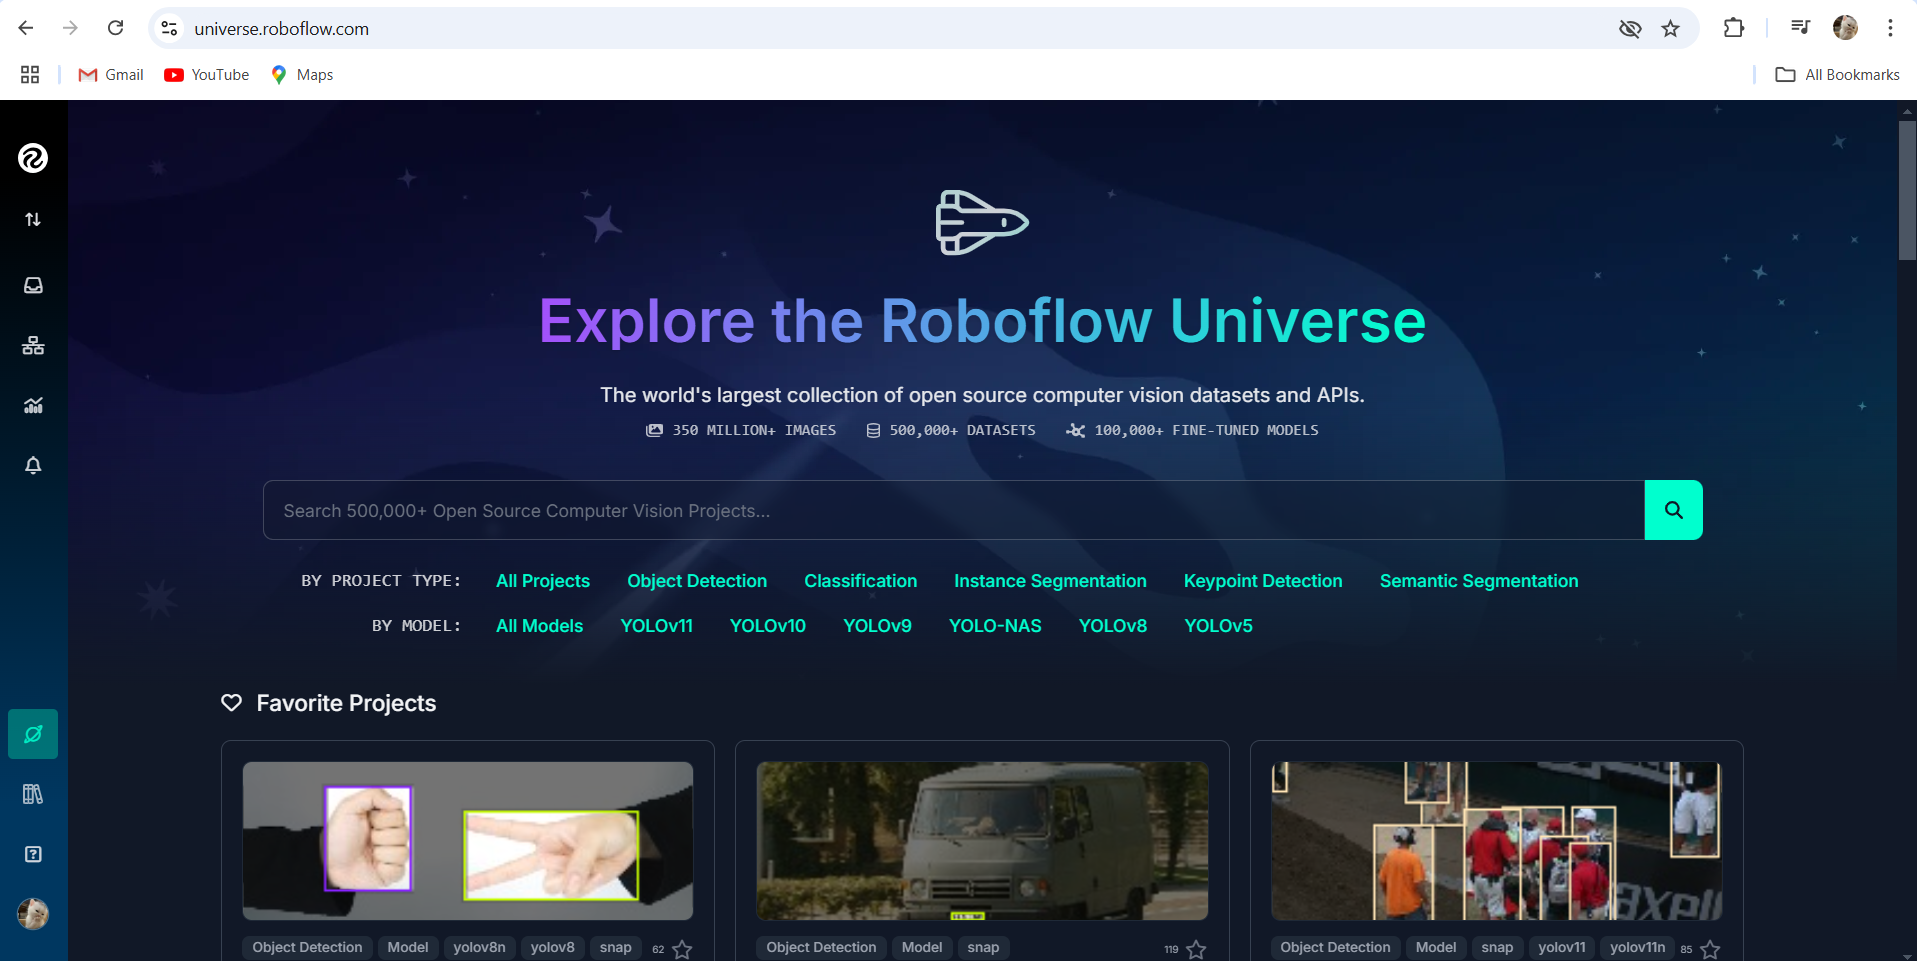 universe.roboflow.com
Gmail YouTube Maps All Bookmarks
Explore the Roboflow Universe
The world's largest collection of open source computer vision datasets and APIs.
350 MILLION+ IMAGES 500,000+ DATASETS 100,000+ FINE-TUNED MODELS
Search 500,000+ Open Source Computer Vision Projects...
BY PROJECT TYPE: All Projects Object Detection Classification Instance Segmentation Keypoint Detection Semantic Segmentation
BY MODEL: All Models YOLOv11 YOLOv10 YOLOv9 YOLO-NAS YOLOv8 YOLOv5
Favorite Projects
Object Detection Model yolov8n yolov8 snap 62
Object Detection Model snap 119
Object Detection Model snap yolov11 yolov11n 85